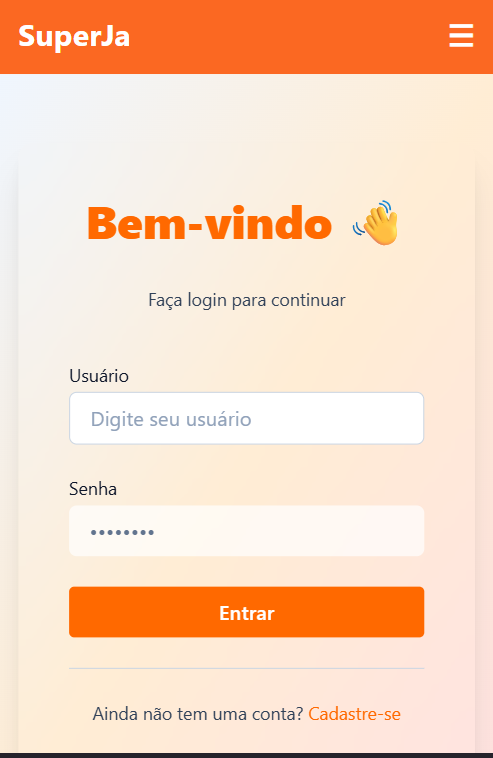 SuperJa
Bem-vindo 👋
Faça login para continuar
Usuário
Digite seu usuário
Senha
••••••••
Entrar
Ainda não tem uma conta? Cadastre-se